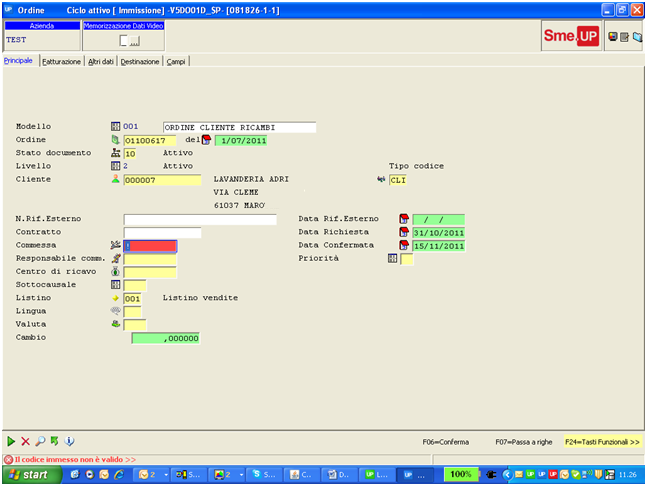 Ordine Ciclo attivo [ Immissione] -V5DO01D_SP- [081826-1-1]
Azienda Memorizzazione Dati Video
TEST ...
Sme.UP
Principale Fatturazione Altri dati Destinazione Campi
Modello 001 ORDINE CLIENTE RICAMBI
Ordine 01100617 del 1/07/2011
Stato documento 10 Attivo
Livello 2 Attivo Tipo codice
Cliente 000007 LAVANDERIA ADRI CLI
VIA CLEME
61037 MARO'
N.Rif.Esterno Data Rif.Esterno / /
Contratto Data Richiesta 31/10/2011
Commessa Data Confermata 15/11/2011
Responsabile comm. Priorità
Centro di ricavo
Sottocausale
Listino 001 Listino vendite
Lingua
Valuta
Cambio ,000000
F06=Conferma F07=Passa a righe F24=Tasti Funzionali >>
Il codice immesso non è valido >>
start 2 S... 2 S... C... D... L... ... 100% 11.26